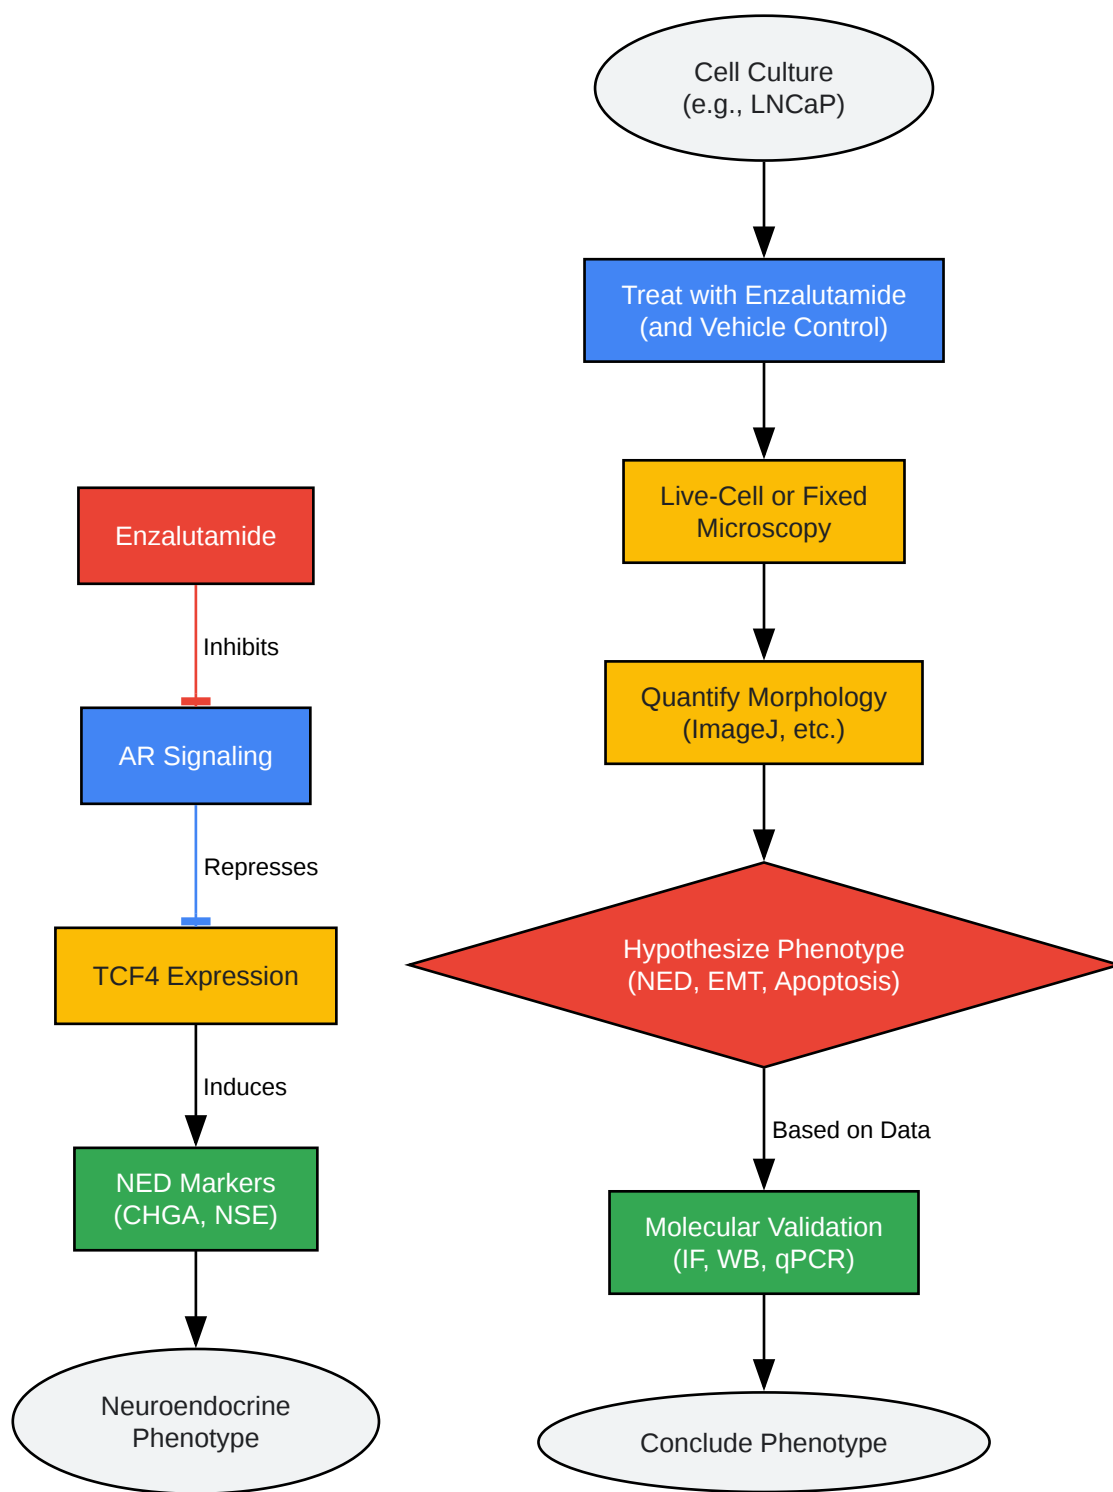 Enzalutamide
Inhibits
AR Signaling
Represses
TCF4 Expression
Induces
NED Markers
(CHGA, NSE)
Neuroendocrine
Phenotype
Cell Culture
(e.g., LNCaP)
Treat with Enzalutamide
(and Vehicle Control)
Live-Cell or Fixed
Microscopy
Quantify Morphology
(ImageJ, etc.)
Hypothesize Phenotype
(NED, EMT, Apoptosis)
Based on Data
Molecular Validation
(IF, WB, qPCR)
Conclude Phenotype